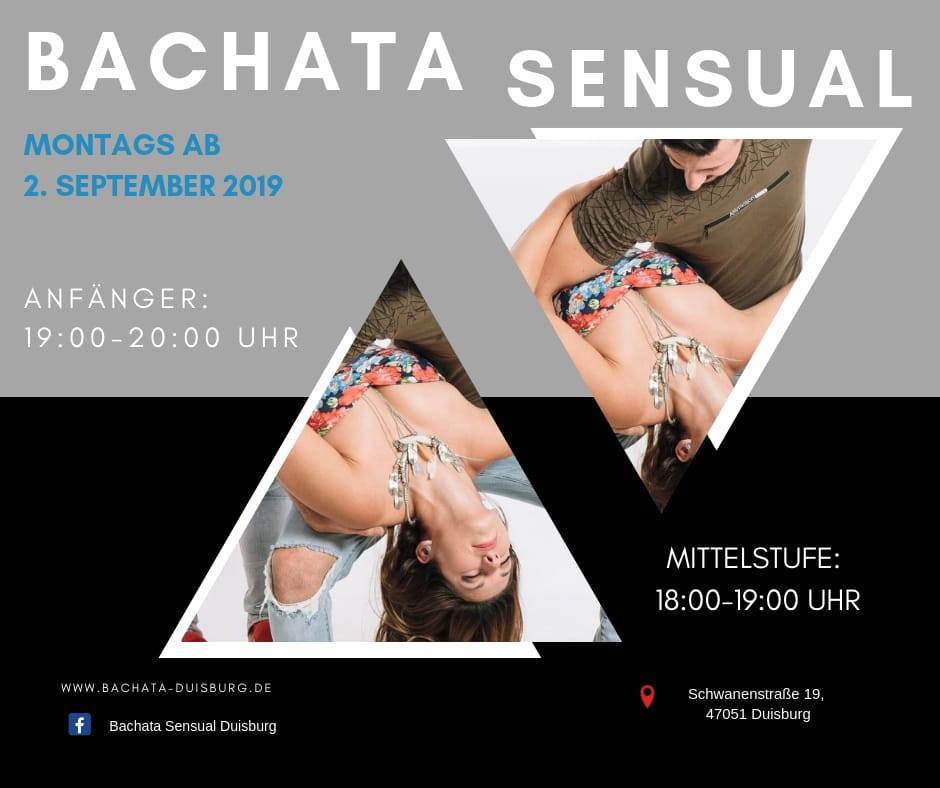 BACHATA SENSUAL
MONTAGS AB
2. SEPTEMBER 2019
ANFÄNGER:
19:00-20:00 UHR
MITTELSTUFE:
18:00-19:00 UHR
WWW.BACHATA-DUISBURG.DE
Bachata Sensual Duisburg
Schwanenstraße 19,
47051 Duisburg